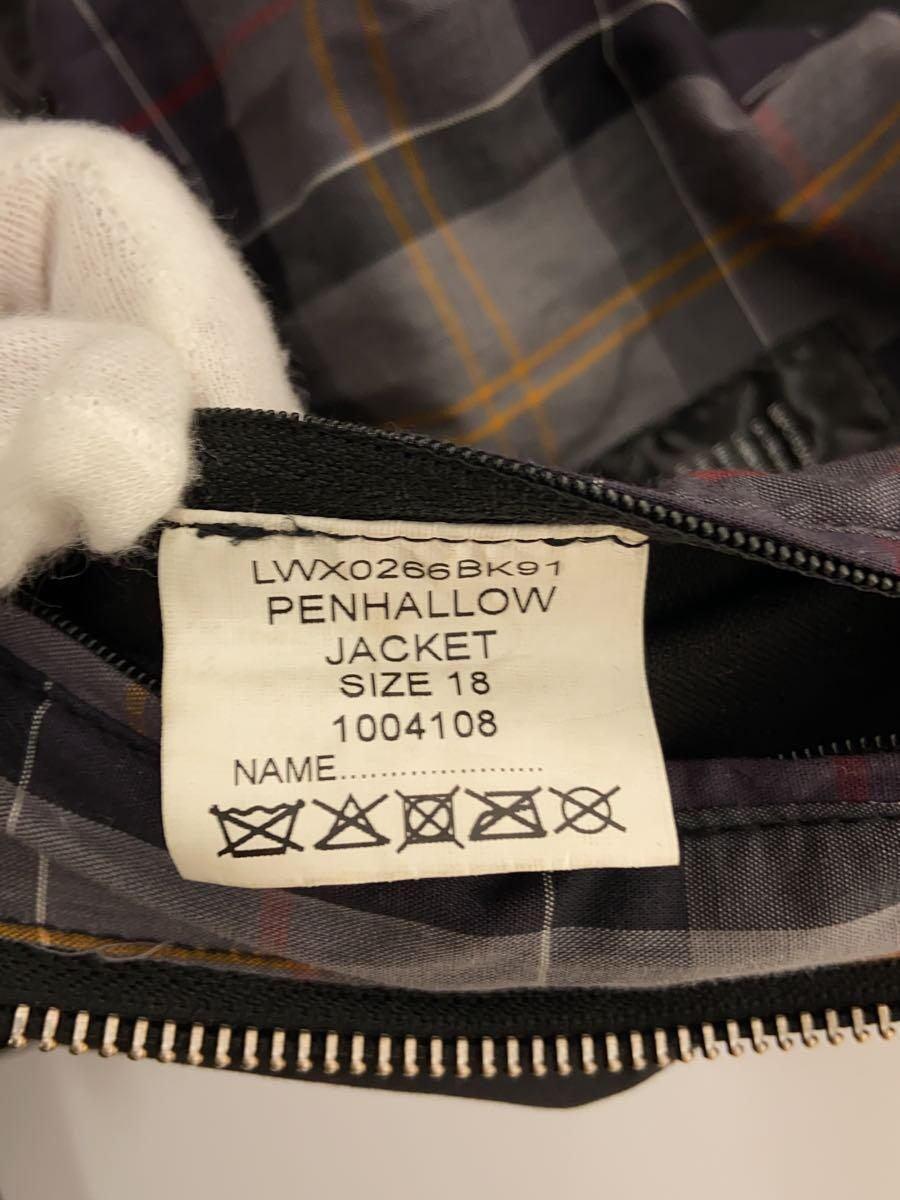 LWX0266BK91
PENHALLOW
JACKET
SIZE 18
1004108
NAME.....................